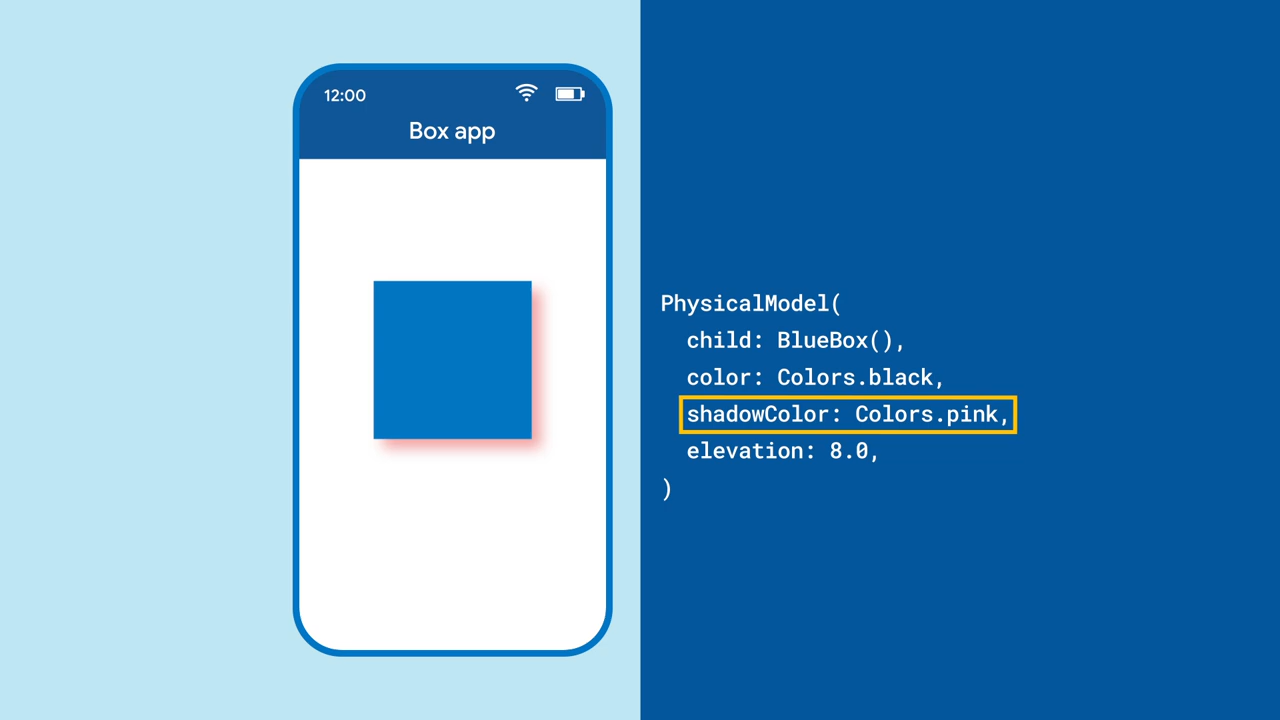 12:00
Box app
PhysicalModel(
child: BlueBox(),
color: Colors.black,
shadowColor: Colors.pink,
elevation: 8.0,
)